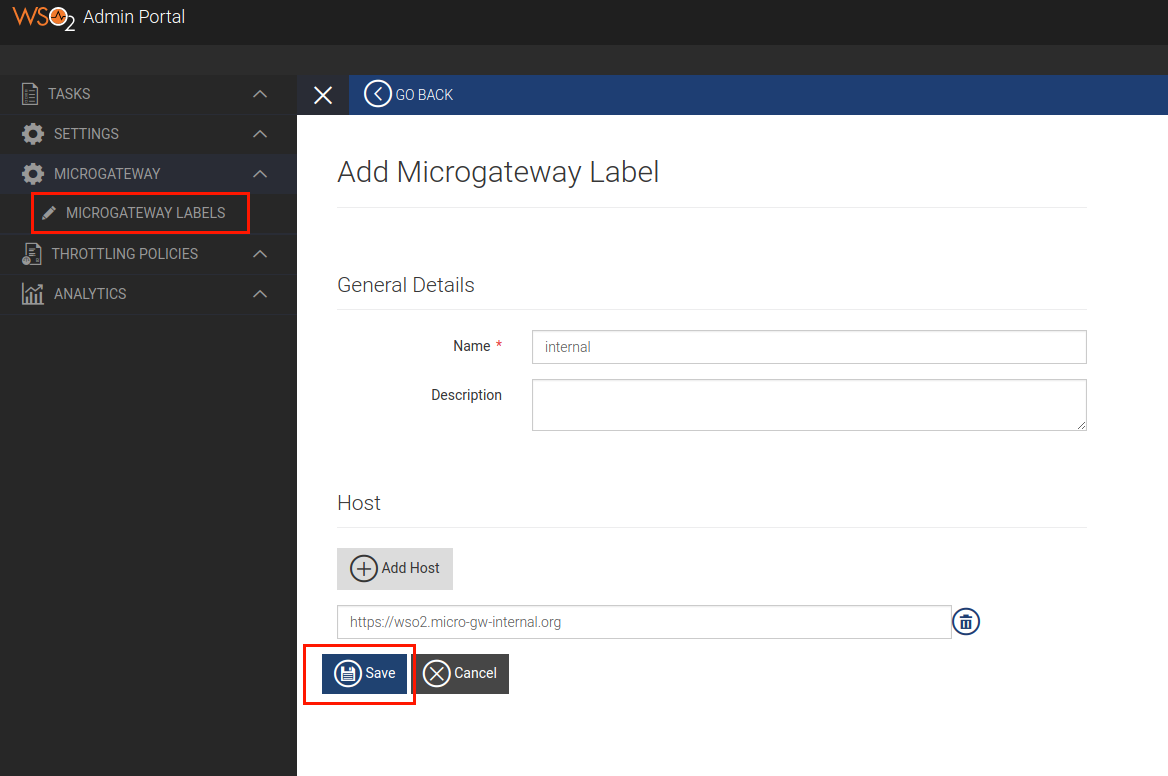 WSO2 Admin Portal
TASKS
SETTINGS
MICROGATEWAY
MICROGATEWAY LABELS
THROTTLING POLICIES
ANALYTICS
GO BACK
Add Microgateway Label
General Details
Name *
internal
Description
Host
Add Host
https://wso2.micro-gw-internal.org
Save Cancel